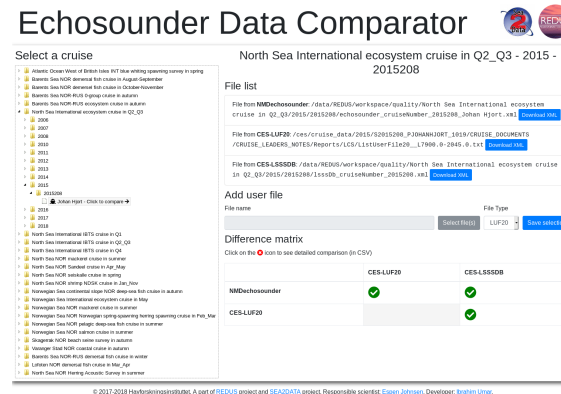 Echosounder Data Comparator
DATA
REDUS
Select a cruise
Atlantic Ocean West of British Isles INT blue whiting spawning survey in spring
Barents Sea NOR demersal fish cruise in August-September
Barents Sea NOR demersal fish cruise in October-November
Barents Sea NOR-RUS 0-group cruise in autumn
Barents Sea NOR-RUS ecosystem cruise in autumn
North Sea International ecosystem cruise in Q2_Q3
2006
2007
2008
2010
2011
2012
2013
2014
2015
2015208
Johan Hjort - Click to compare
2016
2017
2018
North Sea International IBTS cruise in Q1
North Sea International IBTS cruise in Q2_Q3
North Sea International IBTS cruise in Q4
North Sea NOR mackerel cruise in summer
North Sea NOR Sandeel cruise in Apr_May
North Sea NOR seiskalle cruise in spring
North Sea NOR shrimp NDSK cruise in Jan_Nov
Norwegian Sea continental slope NOR deep-sea fish cruise in autumn
Norwegian Sea International ecosystem cruise in May
Norwegian Sea NOR mackerel cruise in summer
Norwegian Sea NOR Norwegian spring-spawning herring spawning cruise in Feb_Mar
Norwegian Sea NOR pelagic deep-sea fish cruise in summer
Norwegian Sea NOR salmon cruise in summer
Skagerrak NOR beach seine survey in autumn
Varanger Stad NOR coastal cruise in autumn
Barents Sea NOR-RUS demersal fish cruise in winter
Lofoten NOR demersal fish cruise in Mar_Apr
North Sea NOR Herring Acoustic Survey in summer
North Sea International ecosystem cruise in Q2_Q3 - 2015 -
2015208
File list
File from NMDechosounder: /data/REDUS/workspace/quality/North Sea International ecosystem
cruise in Q2_Q3/2015/2015208/echosounder_cruiseNumber_2015208_Johan Hjort.xml Download XML
File from CES-LUF20: /ces/cruise_data/2015/S2015208_PJOHANHJORT_1019/CRUISE_DOCUMENTS
/CRUISE_LEADERS_NOTES/Reports/LCS/ListUserFile20__L7900.0-2045.0.txt Download XML
File from CES-LSSSDB: /data/REDUS/workspace/quality/North Sea International ecosystem cruise
in Q2_Q3/2015/2015208/lsssDb_cruiseNumber_2015208.xml Download XML
Add user file
File name
File Type
Select file(s)
LUF20
Save selectio
Difference matrix
Click on the icon to see detailed comparison (in CSV)
CES-LUF20 CES-LSSSDB
NMDechosounder
CES-LUF20
© 2017-2018 Havforskningsinstituttet. A part of REDUS project and SEA2DATA project. Responsible scientist: Espen Johnsen. Developer: Ibrahim Umar.